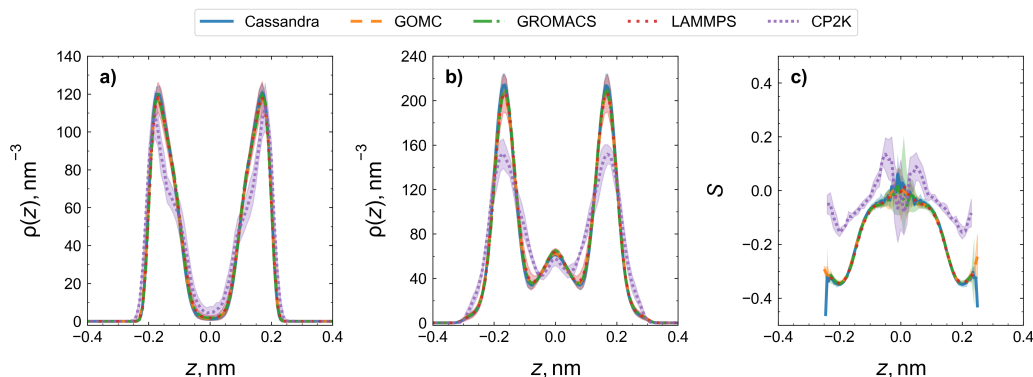 Cassandra GOMC GROMACS LAMMPS CP2K
a)
ρ(z), nm⁻³
140
120
100
80
60
40
20
0
−0.4 −0.2 0.0 0.2 0.4
z, nm
b)
ρ(z), nm⁻³
240
200
160
120
80
40
0
−0.4 −0.2 0.0 0.2 0.4
z, nm
c)
S
0.4
0.2
0.0
−0.2
−0.4
−0.4 −0.2 0.0 0.2 0.4
z, nm